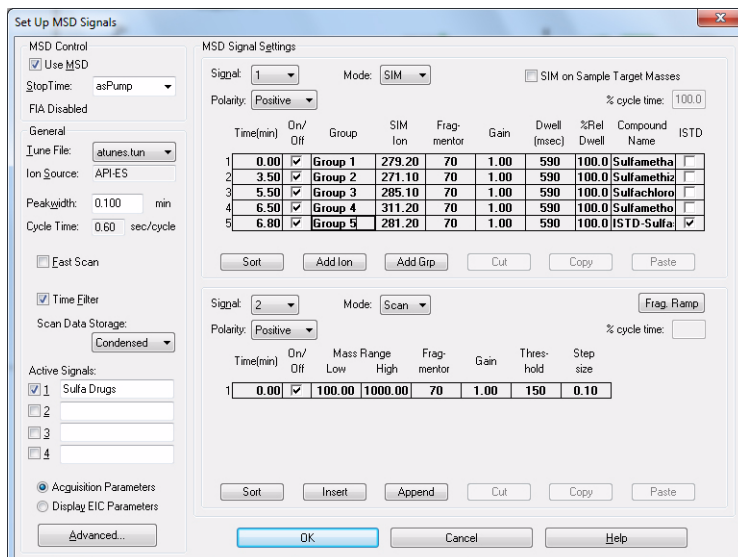 Set Up MSD Signals
MSD Control
Use MSD
StopTime: asPump
FIA Disabled
General
Tune File: atunes.tun
Ion Source: API-ES
Peakwidth: 0.100 min
Cycle Time: 0.60 sec/cycle
Fast Scan
Time Filter
Scan Data Storage:
Condensed
Active Signals:
1 Sulfa Drugs
2
3
4
Acquisition Parameters
Display EIC Parameters
Advanced...
MSD Signal Settings
Signal: 1 Mode: SIM SIM on Sample Target Masses
Polarity: Positive % cycle time: 100.0
Time(min) On/Off Group SIM Ion Frag-mentor Gain Dwell (msec) %Rel Dwell Compound Name ISTD
1 0.00 Group 1 279.20 70 1.00 590 100.0 Sulfametha
2 3.50 Group 2 271.10 70 1.00 590 100.0 Sulfamethiz
3 5.50 Group 3 285.10 70 1.00 590 100.0 Sulfachloro
4 6.50 Group 4 311.20 70 1.00 590 100.0 Sulfametho
5 6.80 Group 5 281.20 70 1.00 590 100.0 ISTD-Sulfa
Sort Add Ion Add Grp Cut Copy Paste
Signal: 2 Mode: Scan Frag. Ramp
Polarity: Positive % cycle time:
Time(min) On/Off Mass Range Low High Frag-mentor Gain Thres-hold Step size
1 0.00 100.00 1000.00 70 1.00 150 0.10
Sort Insert Append Cut Copy Paste
OK Cancel Help